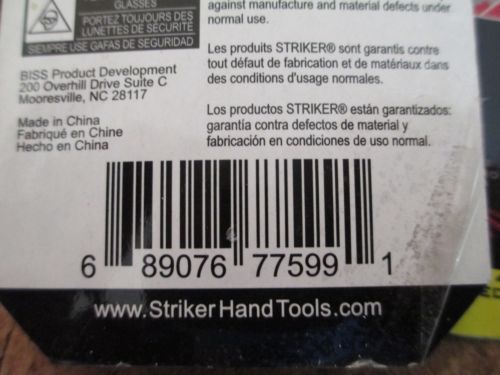 GLASSES
PORTEZ TOUJOURS DES
LUNETTES DE SÉCURITÉ
SIEMPRE USE GAFAS DE SEGURIDAD
BISS Product Development
200 Overhill Drive Suite C
Mooresville, NC 28117
Made in China
Fabriqué en Chine
Hecho en China
against manufacture and material defects under
normal use.
Les produits STRIKER® sont garantis contre
tout défaut de fabrication et de matériaux dans
des conditions d'usage normales.
Los productos STRIKER® están garantizados:
garantía contra defectos de material y
fabricación en condiciones de uso normal.
6 89076 77599 1
www.StrikerHandTools.com